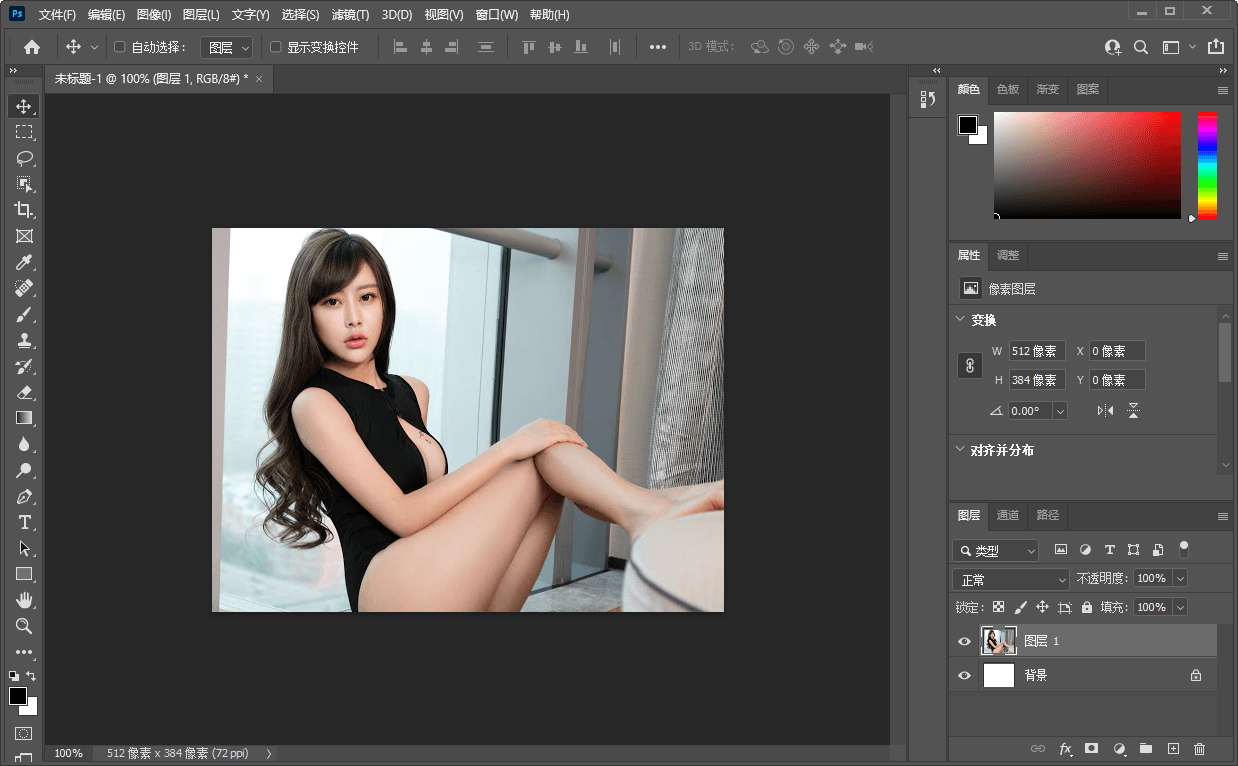 Ps 文件(F) 编辑(E) 图像(I) 图层(L) 文字(Y) 选择(S) 滤镜(T) 3D(D) 视图(V) 窗口(W) 帮助(H)
自动选择： 图层 显示变换控件 3D 模式：
未标题-1 @ 100% (图层 1, RGB/8#) * ×
颜色 色板 渐变 图案
属性 调整
像素图层
变换
W 512 像素 X 0 像素
H 384 像素 Y 0 像素
0.00°
对齐并分布
图层 通道 路径
类型
正常 不透明度： 100%
锁定： 填充： 100%
图层 1
背景
fx
100% 512 像素 x 384 像素 (72 ppi)